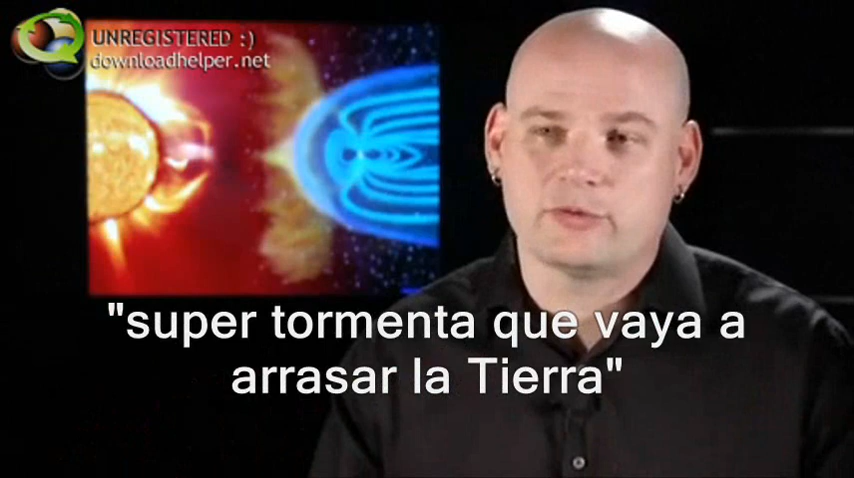 UNREGISTERED :)
downloadhelper.net
"super tormenta que vaya a
arrasar la Tierra"